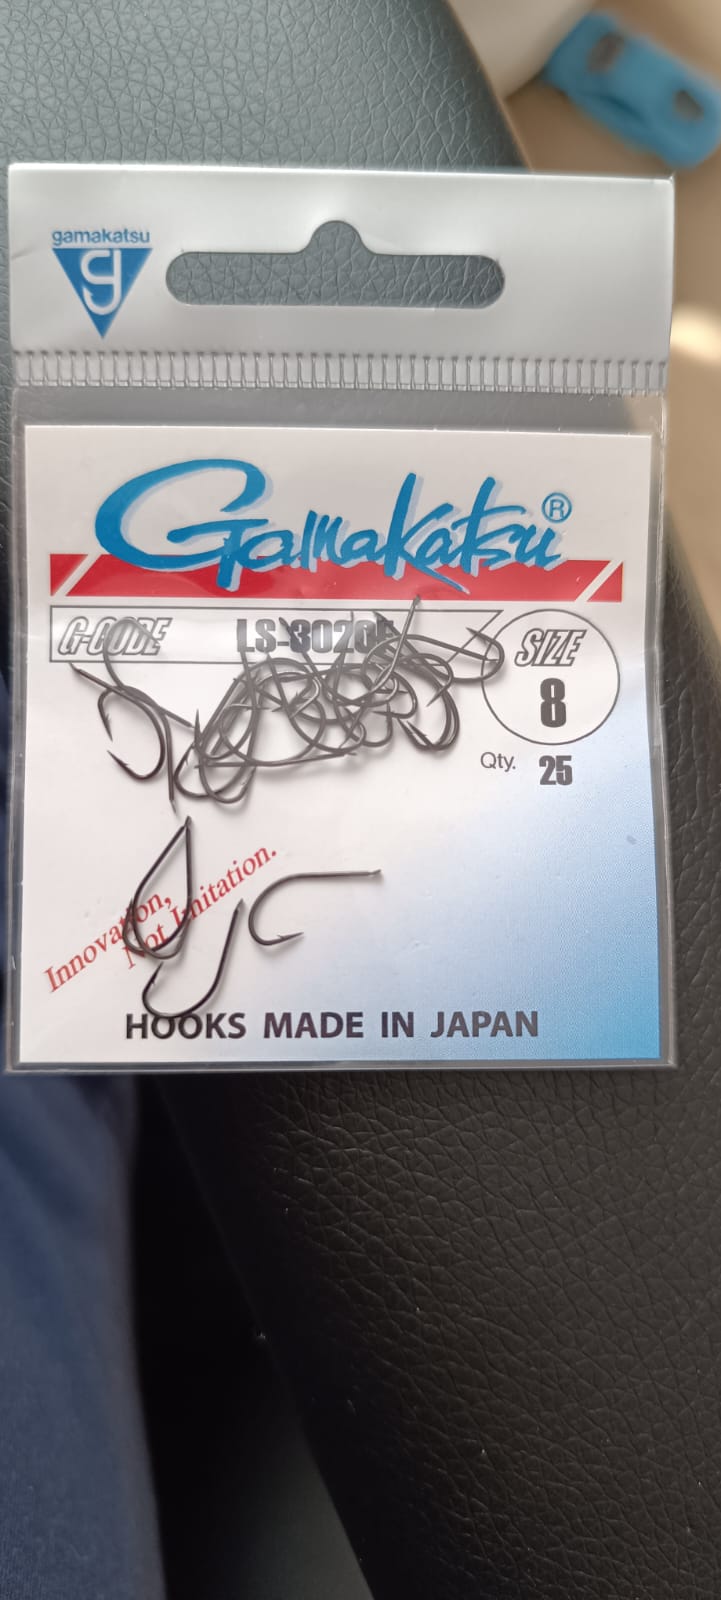 gamakatsu
g
Gamakatsu®
G-CODE
SIZE
8
Qty. 25
Innovation,
Not Imitation.
HOOKS MADE IN JAPAN